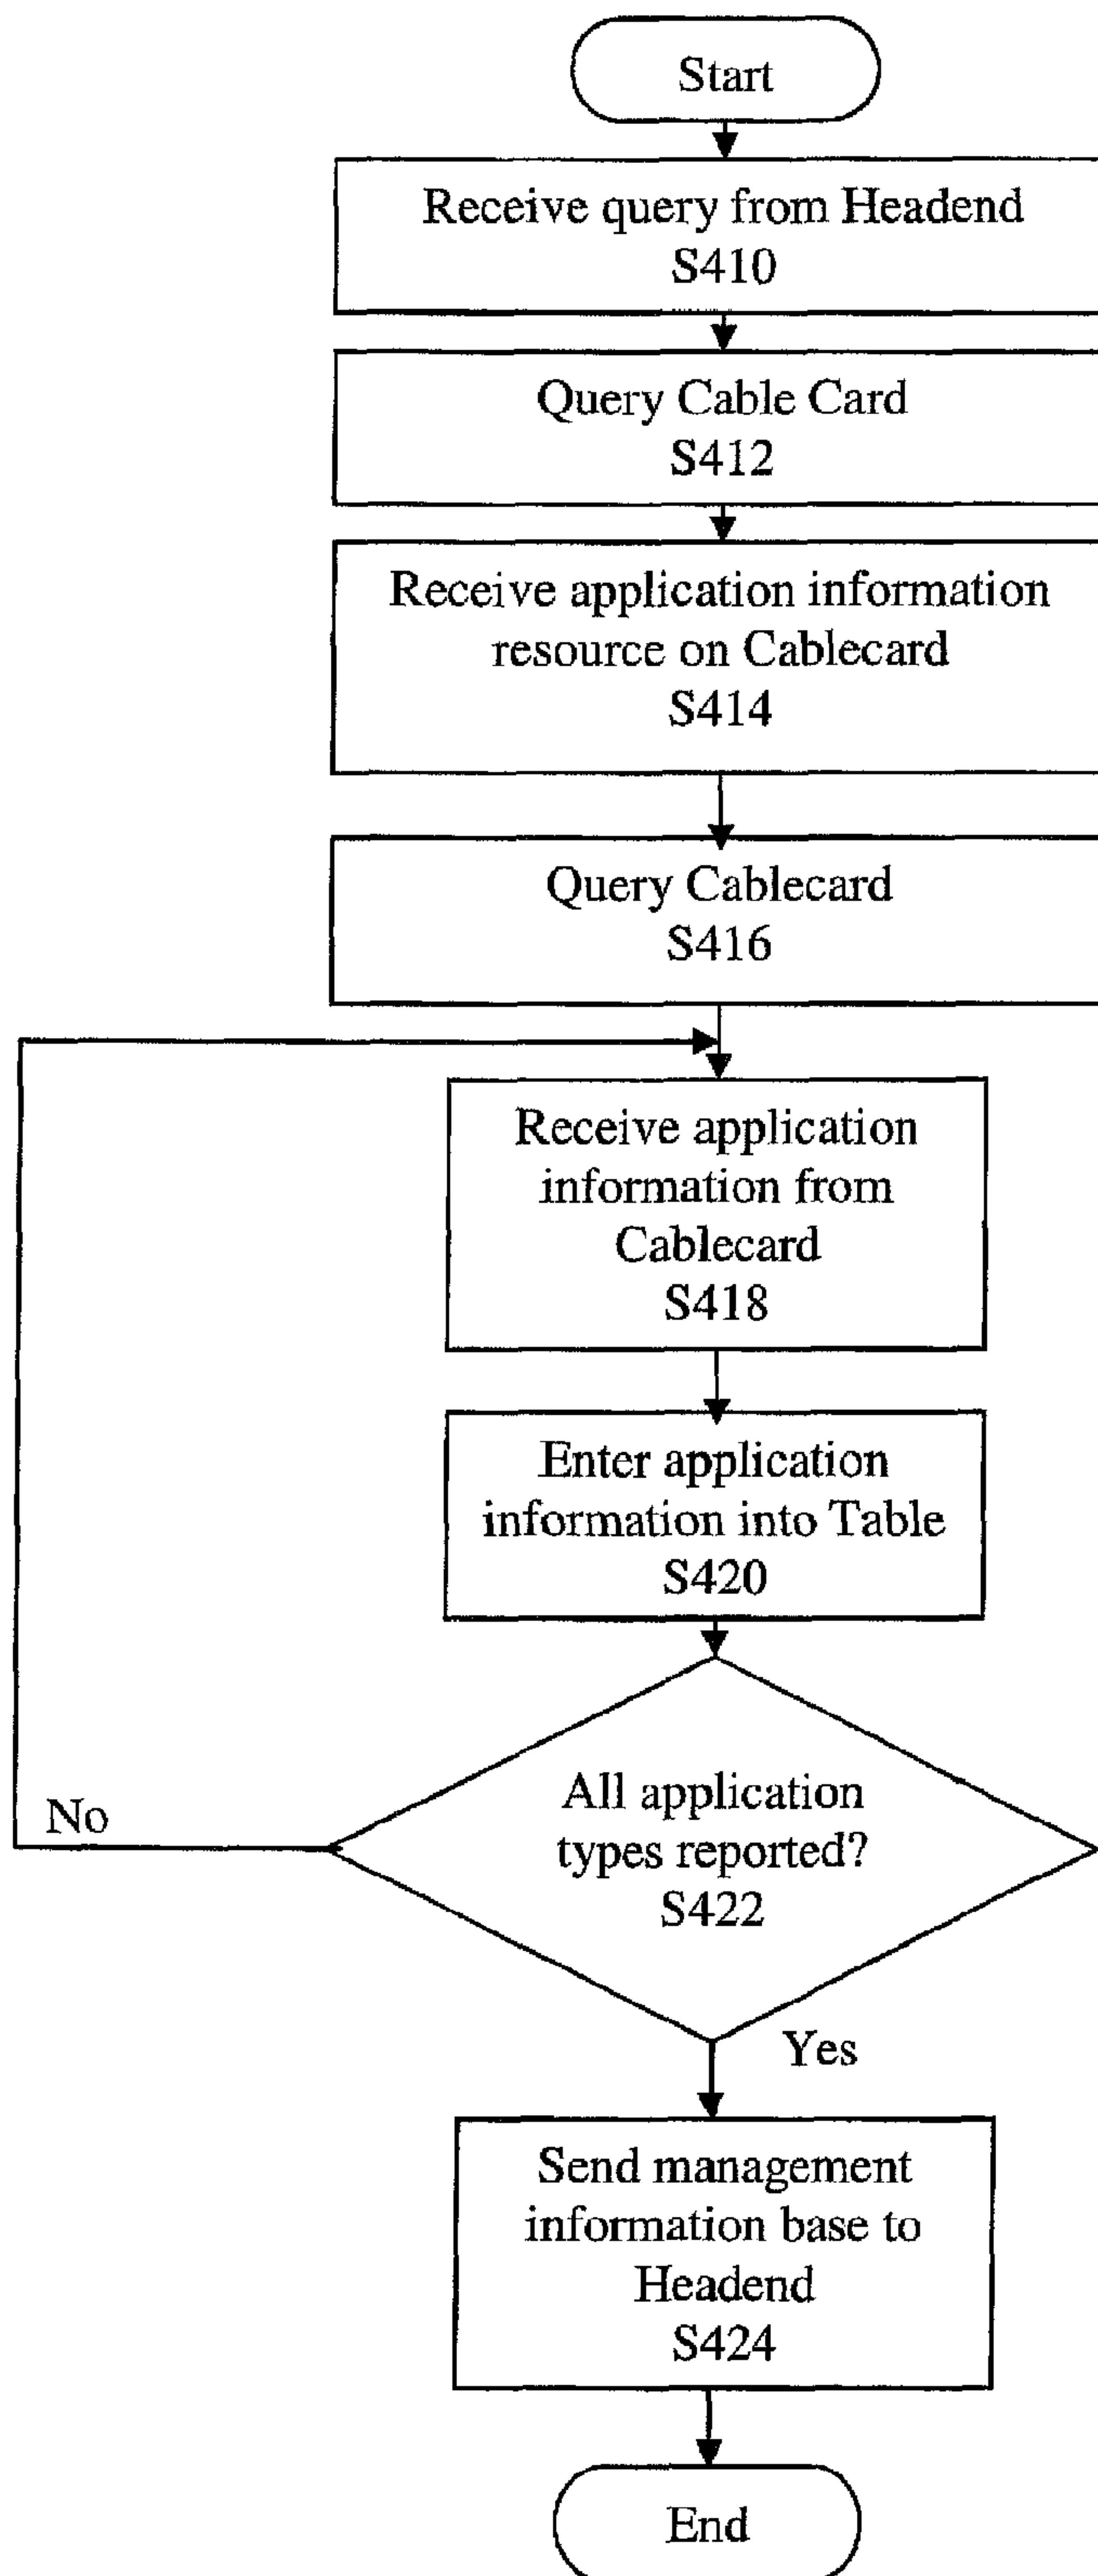 Start
Receive query from Headend
S410
Query Cable Card
S412
Receive application information
resource on Cablecard
S414
Query Cablecard
S416
Receive application
information from
Cablecard
S418
Enter application
information into Table
S420
All application
types reported?
S422
No
Yes
Send management
information base to
Headend
S424
End